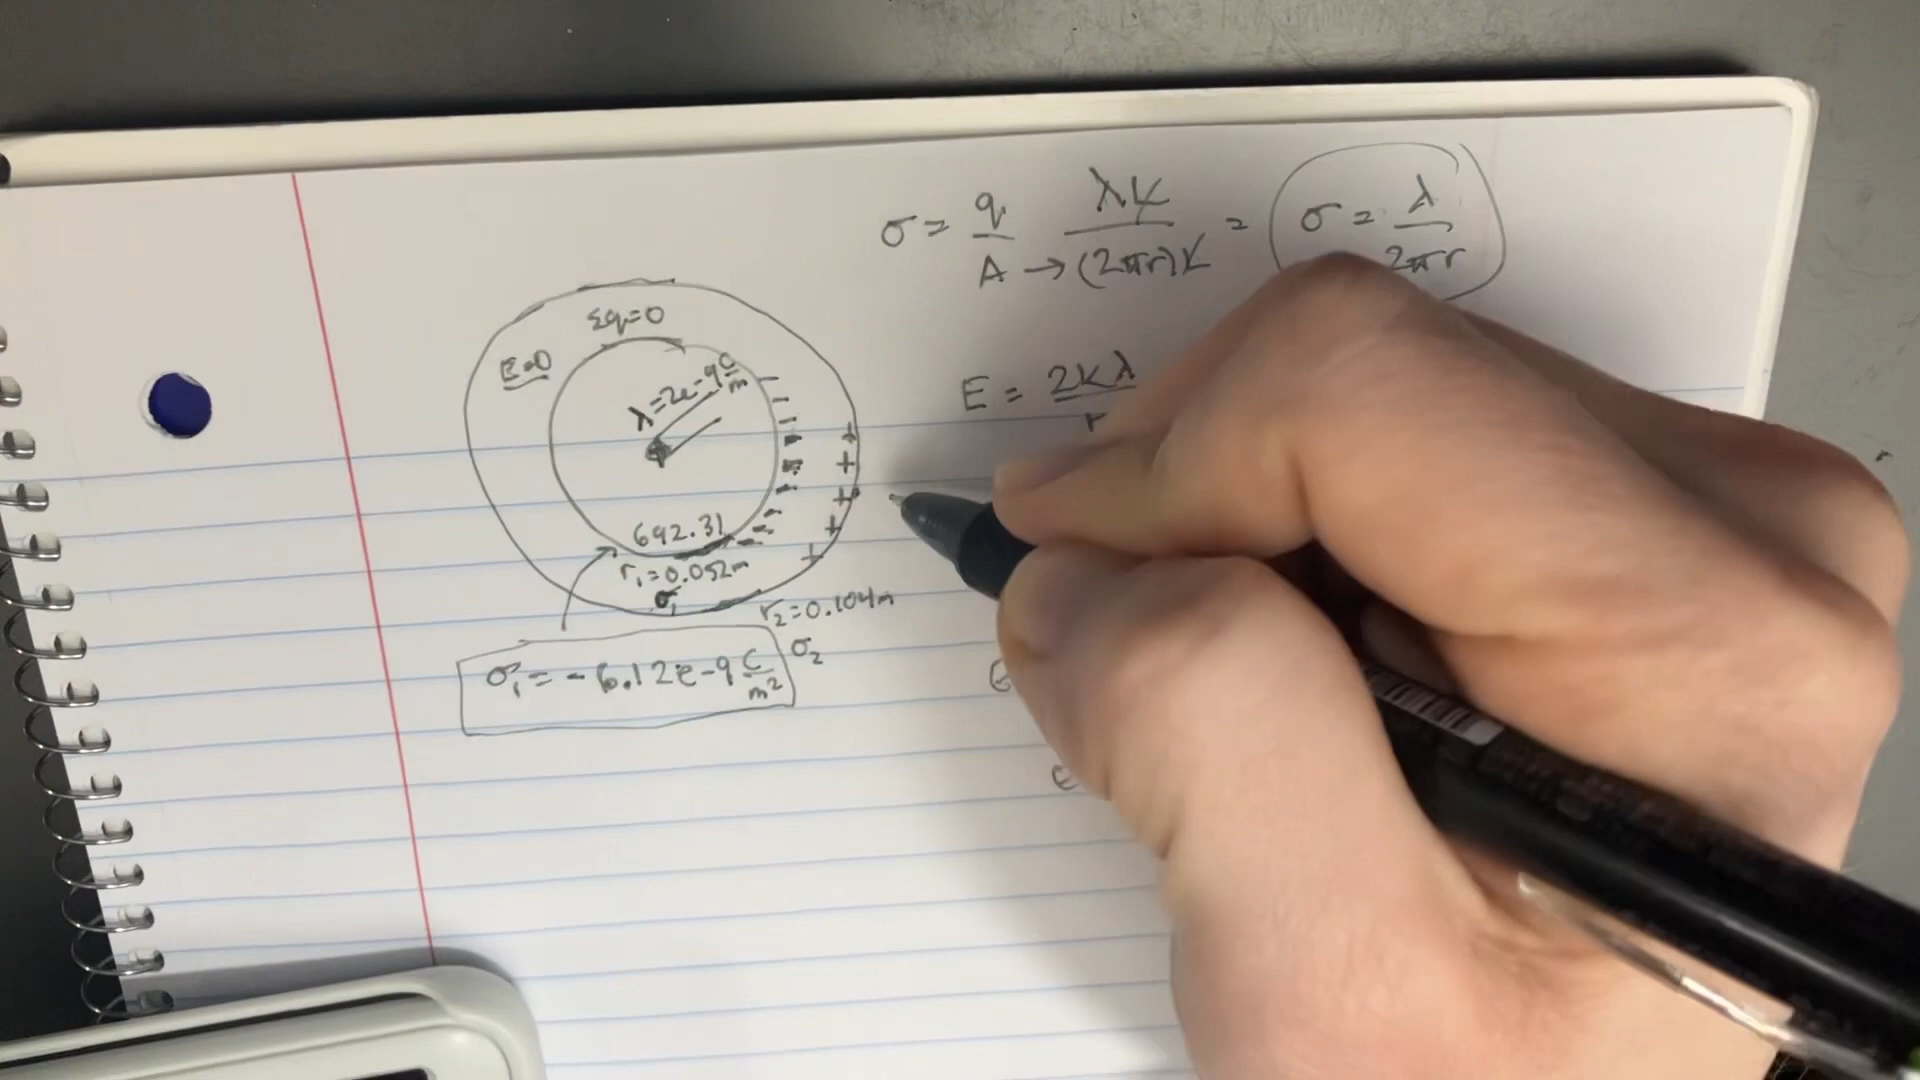 σ = q/A → λL/(2πr)L = σ = λ/2πr
Σq=0
E=0
λ=2e-9 C/m
E = 2kλ/r
692.31
r₁=0.052m
σ₁
r₂=0.104m
σ₂
σ₁ = -6.12e-9 C/m²